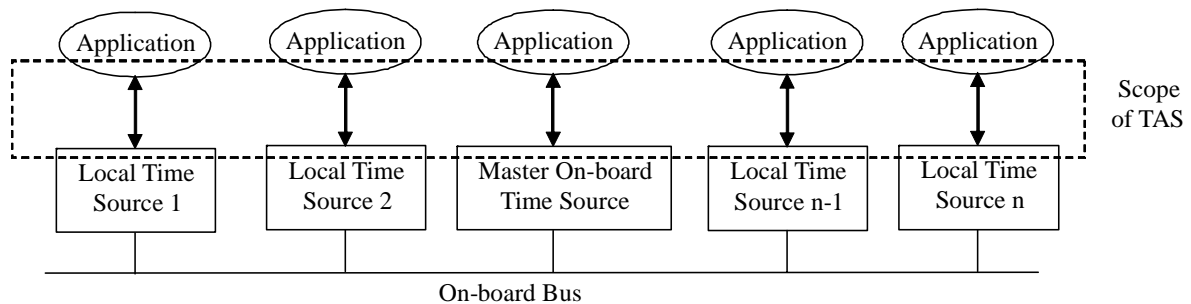 Application
Application
Application
Application
Application
Scope
of TAS
Local Time
Source 1
Local Time
Source 2
Master On-board
Time Source
Local Time
Source n-1
Local Time
Source n
On-board Bus